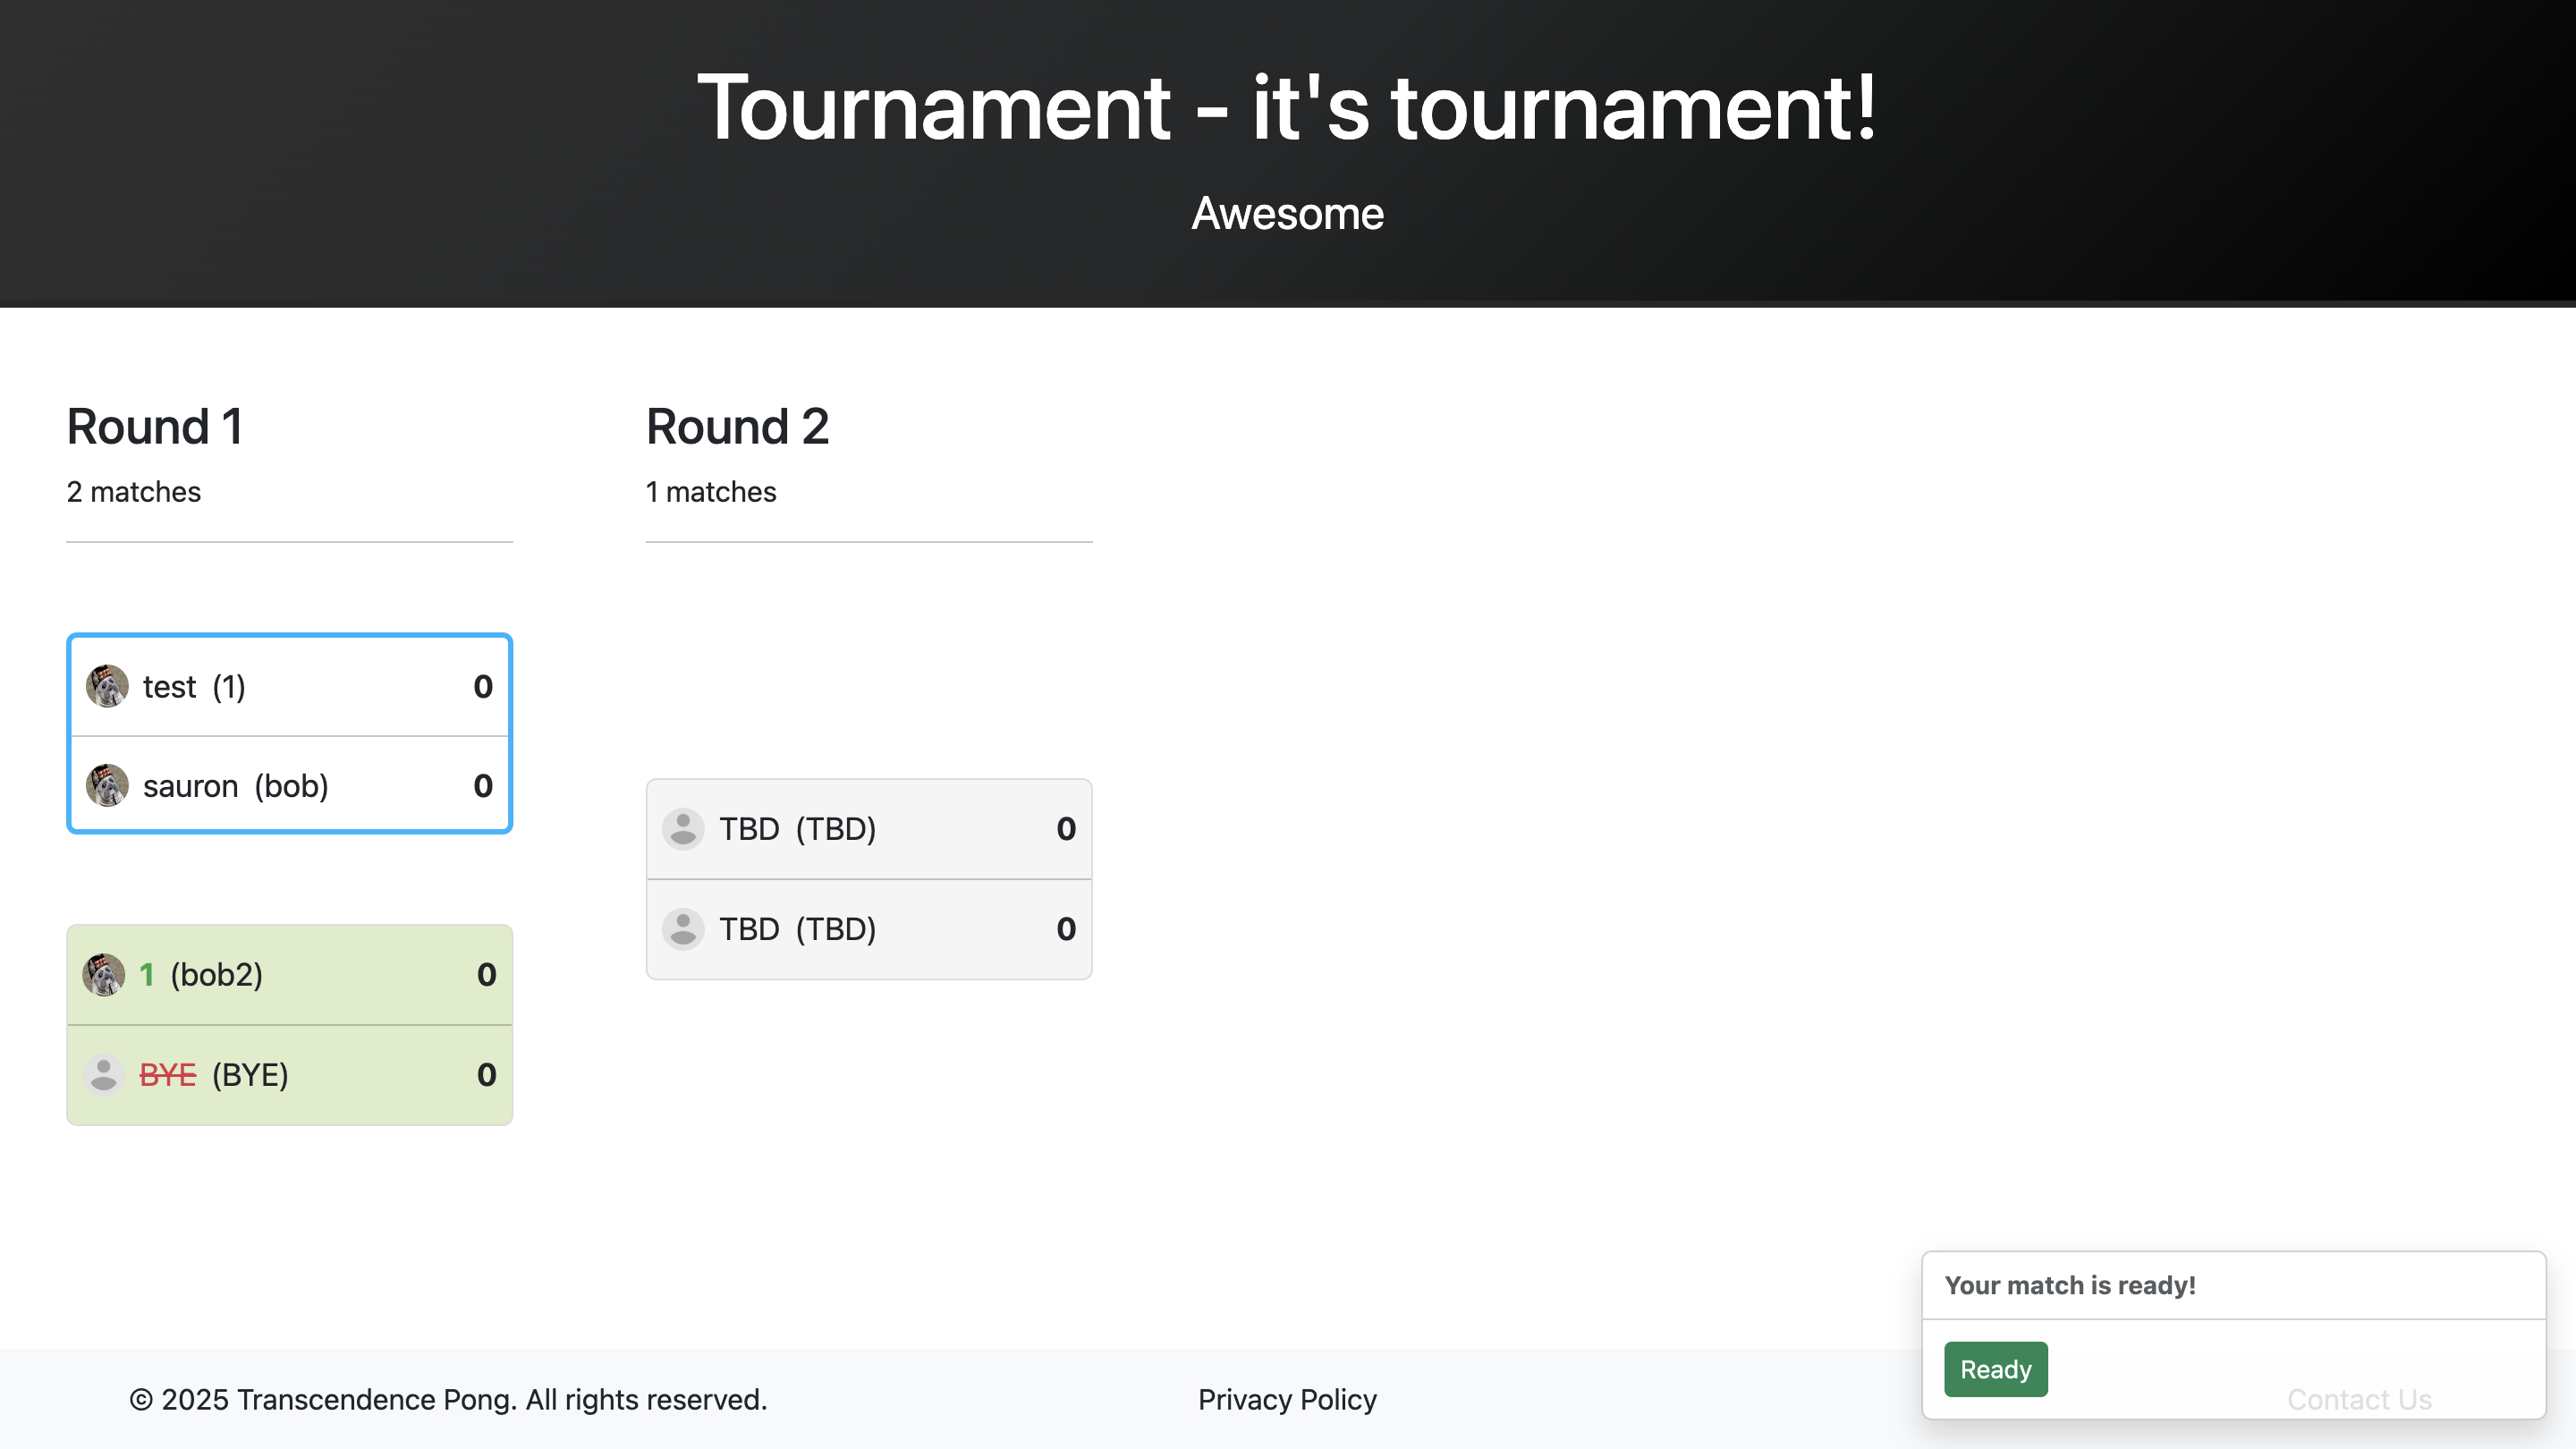 Tournament - it's tournament!
Awesome
Round 1
2 matches
test (1) 0
sauron (bob) 0
1 (bob2) 0
BYE (BYE) 0
Round 2
1 matches
TBD (TBD) 0
TBD (TBD) 0
Your match is ready!
Ready
© 2025 Transcendence Pong. All rights reserved.
Privacy Policy
Contact Us